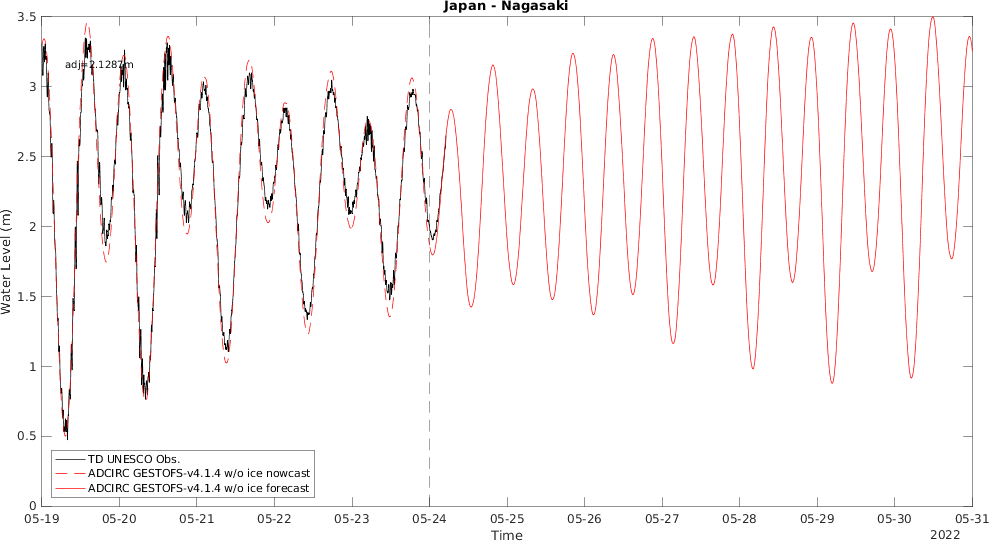 Japan - Nagasaki
3.5
3
2.5
2
1.5
1
0.5
0
Water Level (m)
adj=2.1287m
TD UNESCO Obs.
ADCIRC GESTOFS-v4.1.4 w/o ice nowcast
ADCIRC GESTOFS-v4.1.4 w/o ice forecast
05-19 05-20 05-21 05-22 05-23 05-24 05-25 05-26 05-27 05-28 05-29 05-30 05-31
Time
2022